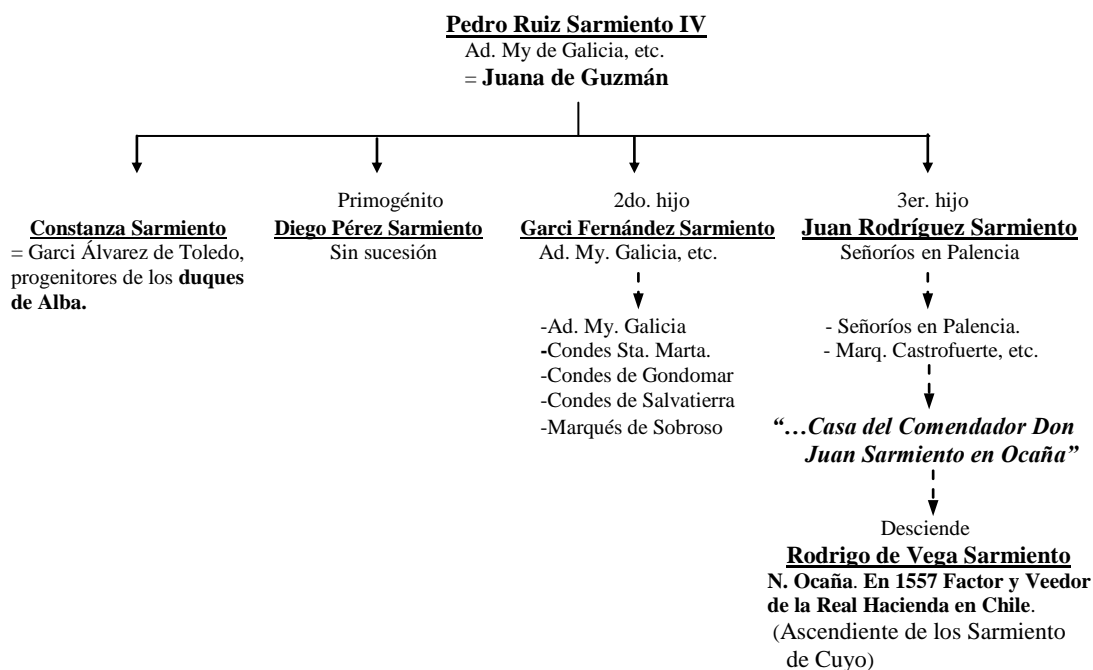 Pedro Ruiz Sarmiento IV
Ad. My de Galicia, etc.
= Juana de Guzmán
Constanza Sarmiento
= Garci Álvarez de Toledo,
progenitores de los duques
de Alba.
Primogénito
Diego Pérez Sarmiento
Sin sucesión
2do. hijo
Garci Fernández Sarmiento
Ad. My. Galicia, etc.
-Ad. My. Galicia
-Condes Sta. Marta.
-Condes de Gondomar
-Condes de Salvatierra
-Marqués de Sobroso
3er. hijo
Juan Rodríguez Sarmiento
Señoríos en Palencia
- Señoríos en Palencia.
- Marq. Castrofuerte, etc.
“…Casa del Comendador Don
Juan Sarmiento en Ocaña”
Desciende
Rodrigo de Vega Sarmiento
N. Ocaña. En 1557 Factor y Veedor
de la Real Hacienda en Chile.
(Ascendiente de los Sarmiento
de Cuyo)